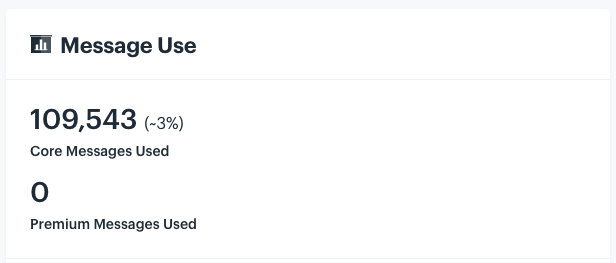 Message Use
109,543 (~3%)
Core Messages Used
0
Premium Messages Used